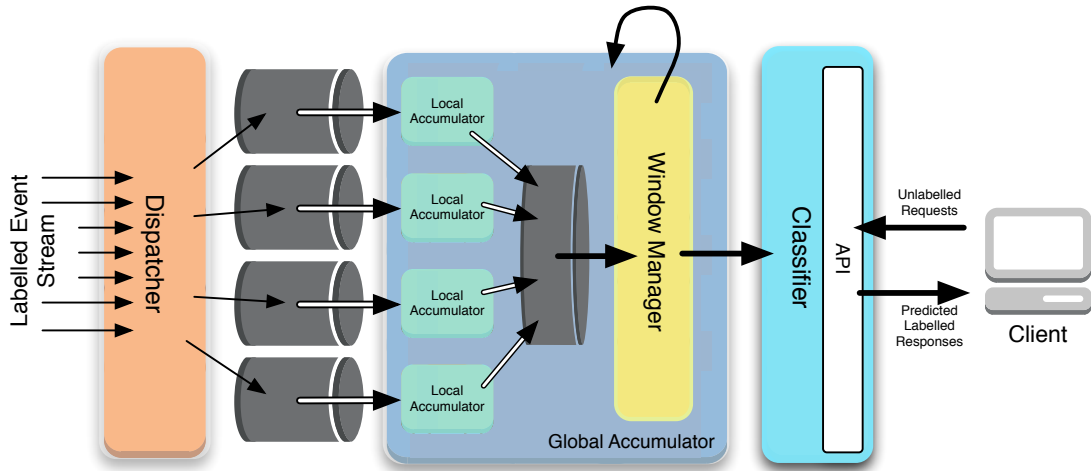 Labelled Event
Stream
Dispatcher
Local
Accumulator
Local
Accumulator
Local
Accumulator
Local
Accumulator
Window Manager
Global Accumulator
Classifier
API
Unlabelled
Requests
Predicted
Labelled
Responses
Client